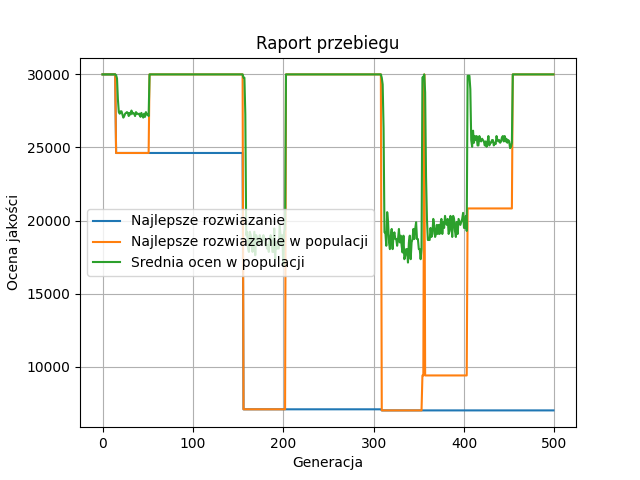 Raport przebiegu
Ocena jakości
30000
25000
20000
15000
10000
Najlepsze rozwiazanie
Najlepsze rozwiazanie w populacji
Srednia ocen w populacji
0 100 200 300 400 500
Generacja